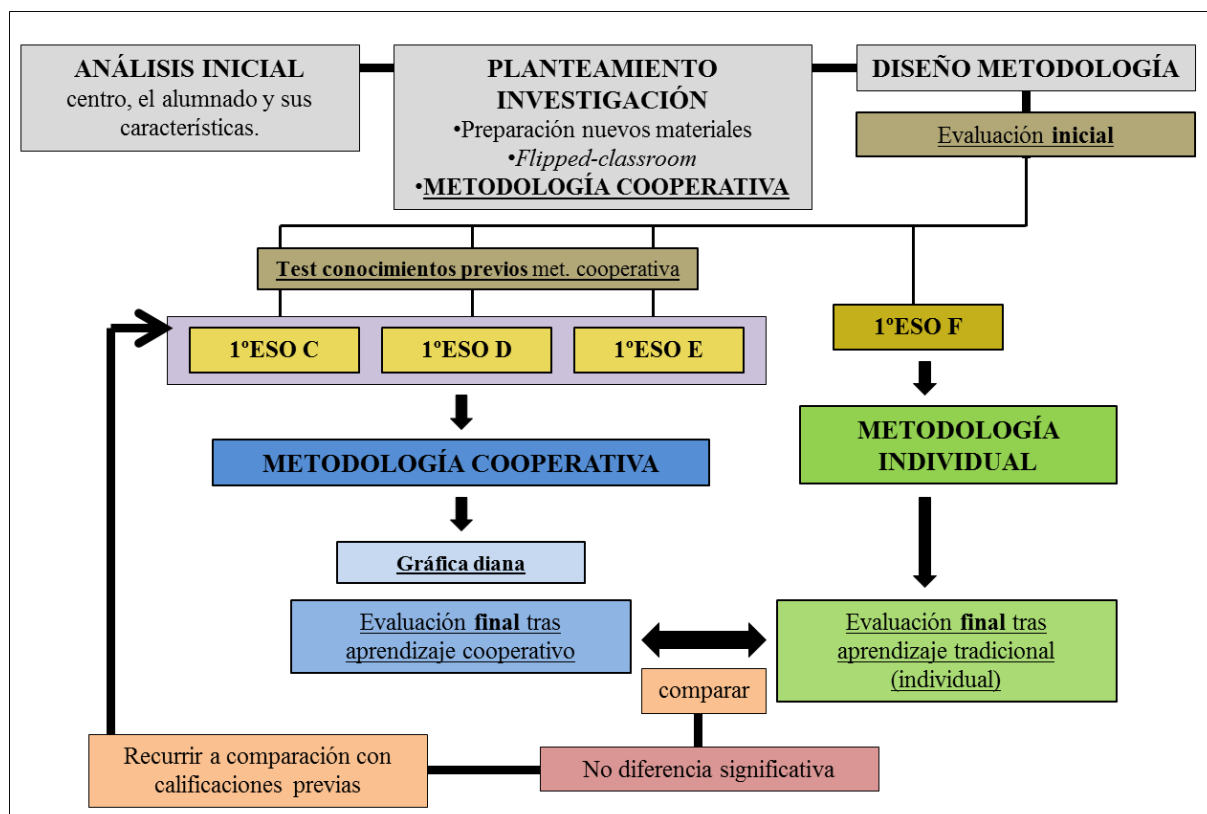 ANÁLISIS INICIAL
centro, el alumnado y sus
características.
PLANTEAMIENTO
INVESTIGACIÓN
•Preparación nuevos materiales
•Flipped-classroom
•METODOLOGÍA COOPERATIVA
DISEÑO METODOLOGÍA
Evaluación inicial
Test conocimientos previos met. cooperativa
1ºESO C
1ºESO D
1ºESO E
1ºESO F
METODOLOGÍA COOPERATIVA
METODOLOGÍA
INDIVIDUAL
Gráfica diana
Evaluación final tras
aprendizaje cooperativo
Evaluación final tras
aprendizaje tradicional
(individual)
comparar
Recurrir a comparación con
calificaciones previas
No diferencia significativa